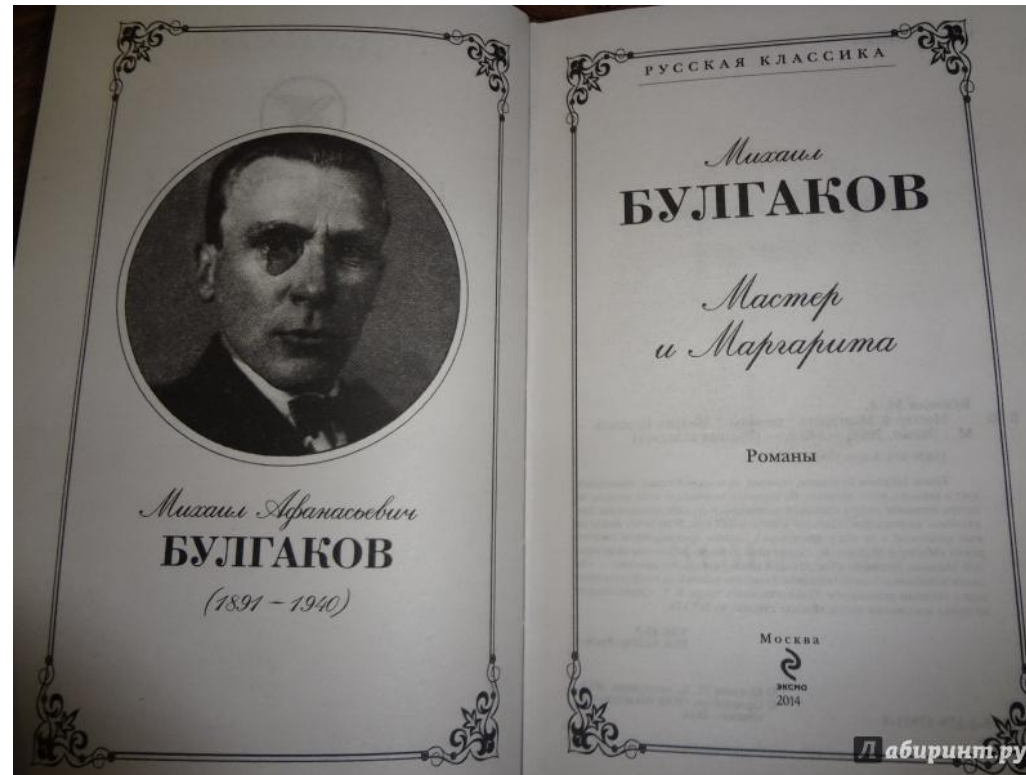 Михаил Афанасьевич
БУЛГАКОВ
(1891 – 1940)
РУССКАЯ КЛАССИКА
Михаил
БУЛГАКОВ
Мастер
и Маргарита
Романы
Москва
эксмо
2014
Лабиринт.ру